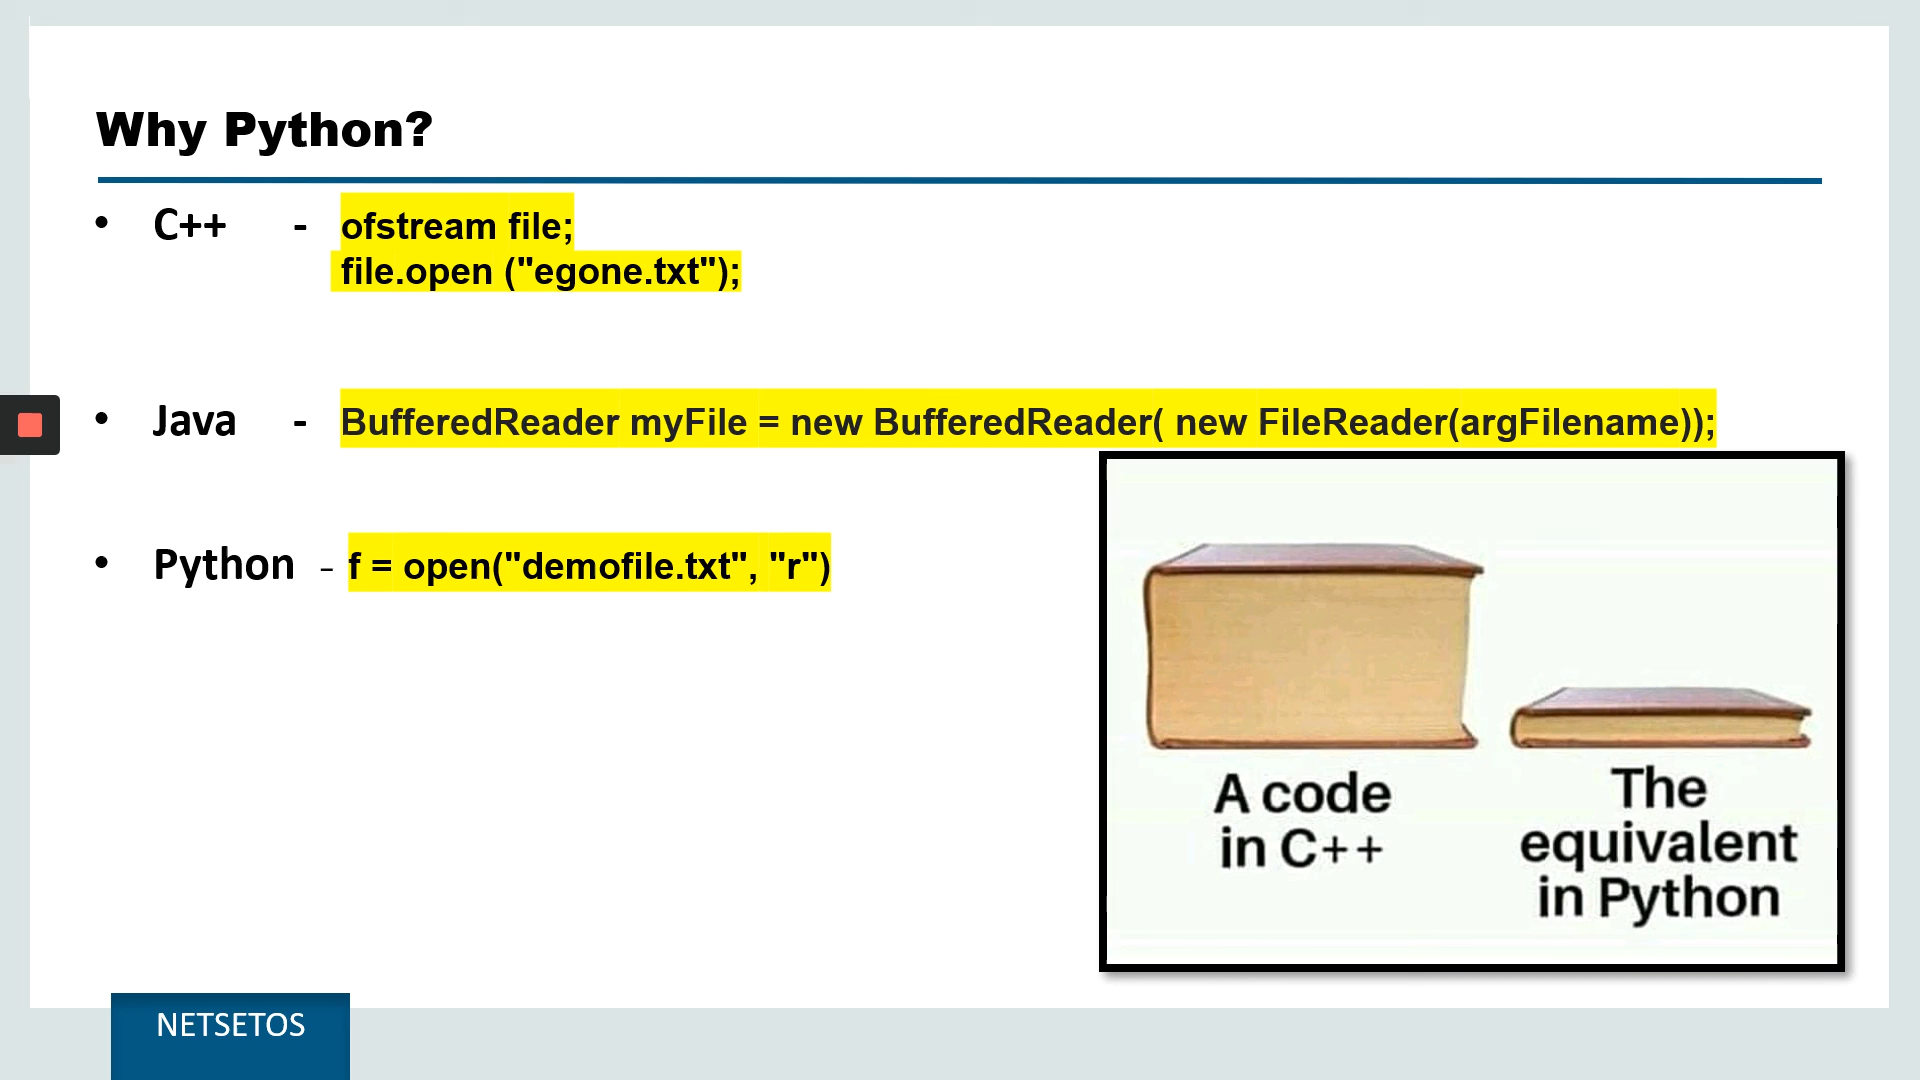 Why Python?
• C++ - ofstream file;
file.open ("egone.txt");
• Java - BufferedReader myFile = new BufferedReader( new FileReader(argFilename));
• Python – f = open("demofile.txt", "r")
A code
in C++
The
equivalent
in Python
NETSETOS